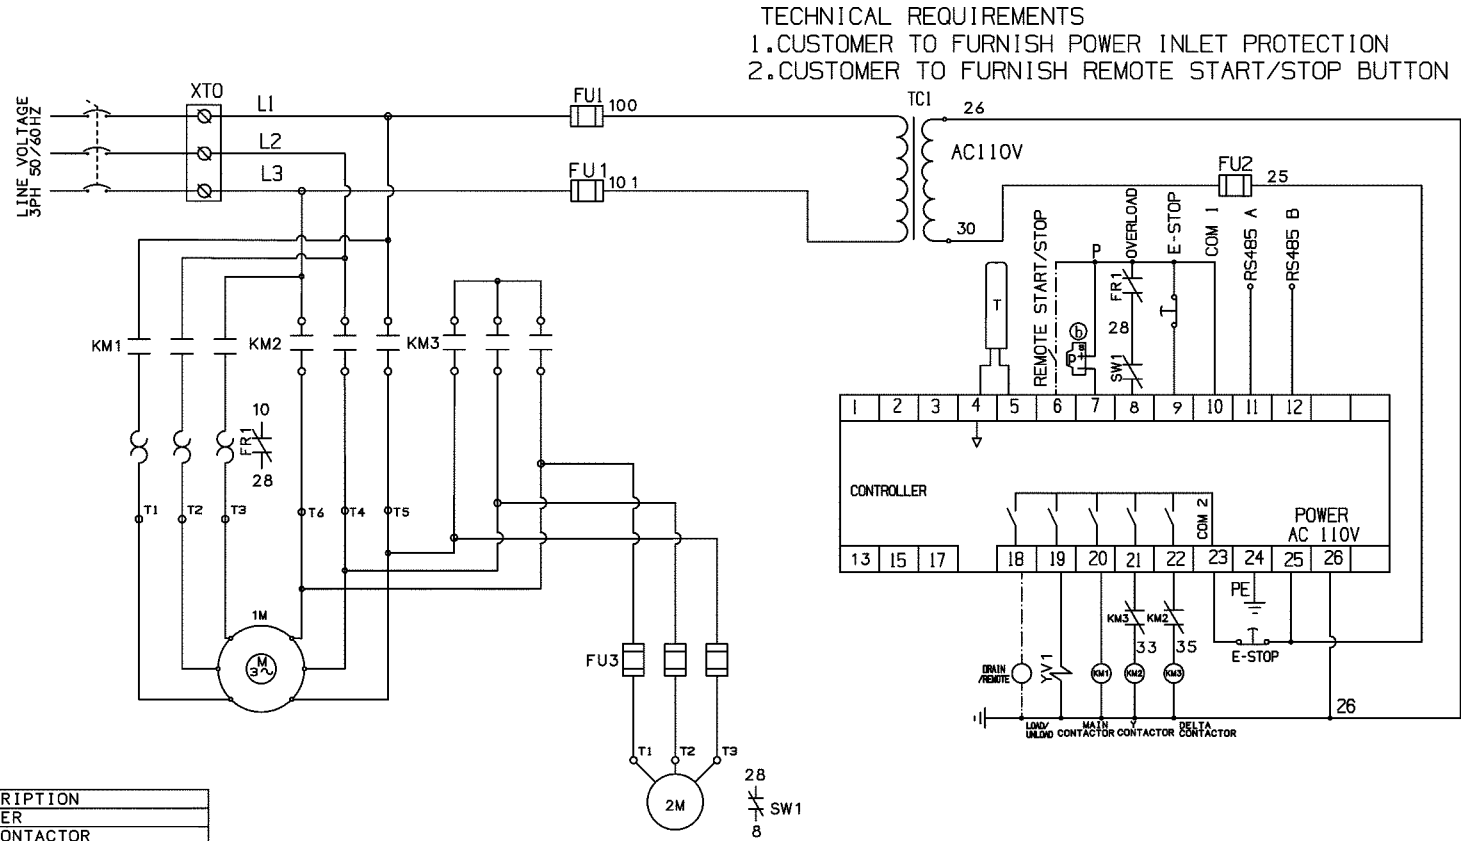 TECHNICAL REQUIREMENTS
1.CUSTOMER TO FURNISH POWER INLET PROTECTION
2.CUSTOMER TO FURNISH REMOTE START/STOP BUTTON
LINE VOLTAGE
3PH 50/60HZ
XT0
L1
L2
L3
FU1 100
FU1 101
TC1
26
AC110V
30
FU2 25
REMOTE START/STOP
P
OVERLOAD
E-STOP
COM 1
RS485 A
RS485 B
T
b
s
P+
-
FR1
28
SW1
KM1
KM2
KM3
10
FR1
28
1 2 3 4 5 6 7 8 9 10 11 12
CONTROLLER
COM 2
POWER
AC 110V
T1 T2 T3 T6 T4 T5
13 15 17 18 19 20 21 22 23 24 25 26
PE
1M
M
3~
FU3
KM3
33
KM2
35
E-STOP
DRAIN
/REMOTE
YV1
KM1
KM2
KM3
26
LOAD/
UNLOAD
MAIN
CONTACTOR
Y
CONTACTOR
DELTA
CONTACTOR
T1 T2 T3
2M
28
SW1
8
RIPTION
ER
ONTACTOR